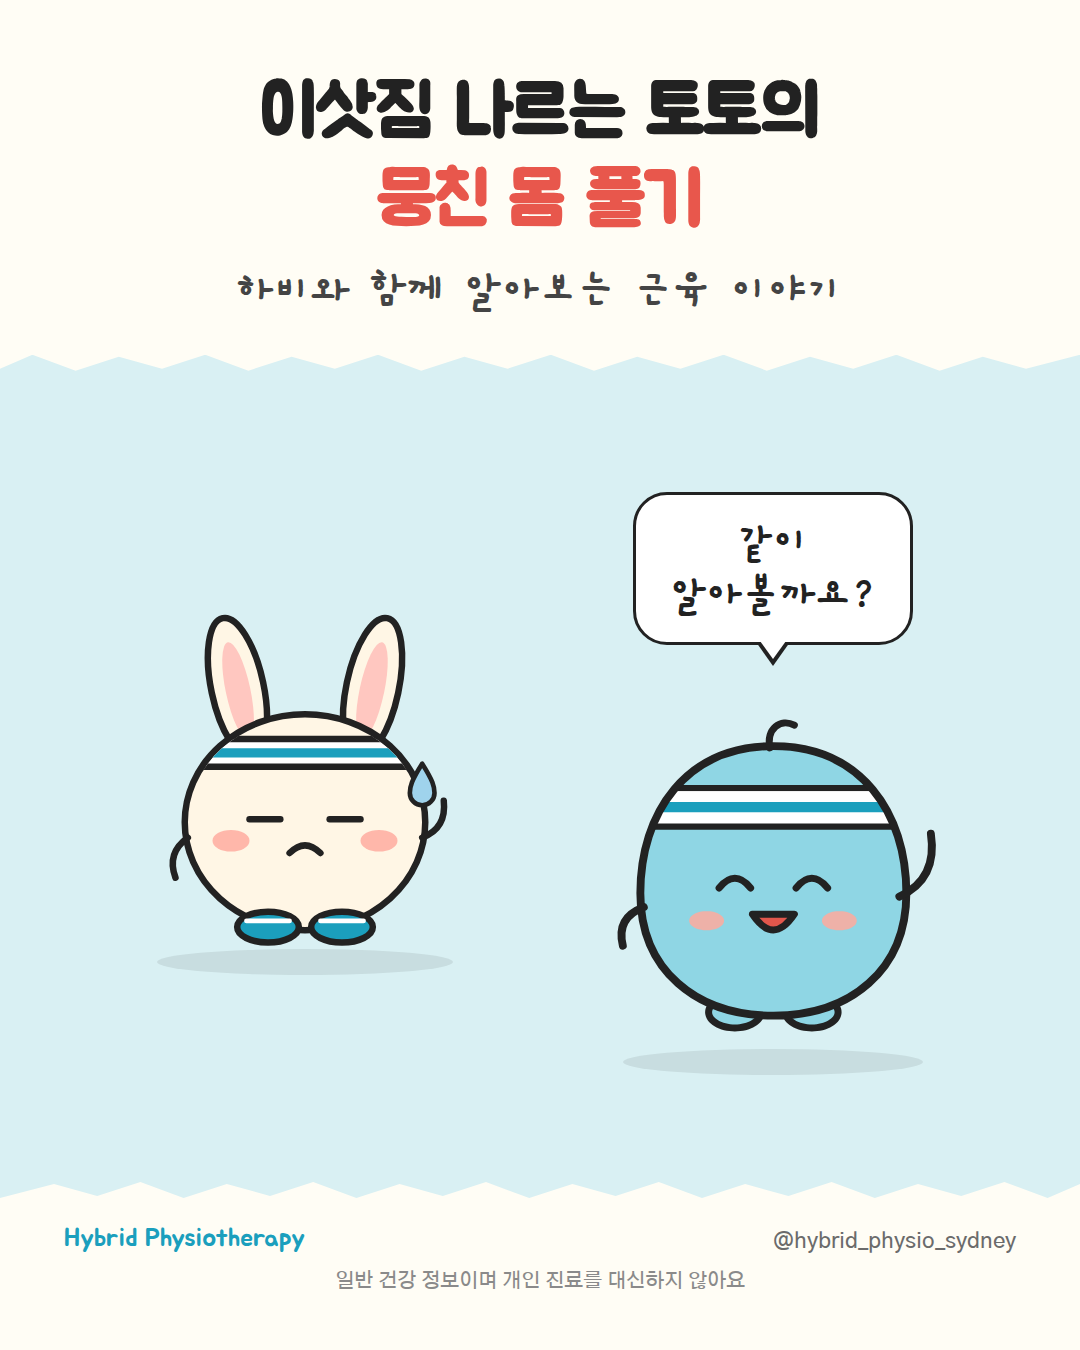 이삿짐 나르는 토토의
뭉친 몸 풀기
하비와 함께 알아보는 근육 이야기
같이
알아볼까요?
Hybrid Physiotherapy
@hybrid_physio_sydney
일반 건강 정보이며 개인 진료를 대신하지 않아요